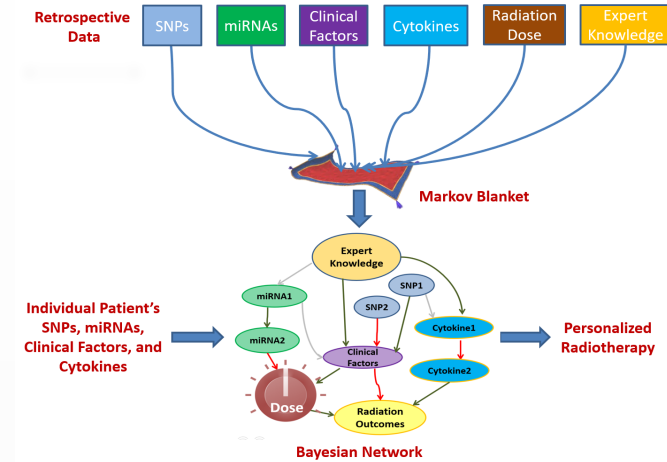 Retrospective
Data
SNPs
miRNAs
Clinical
Factors
Cytokines
Radiation
Dose
Expert
Knowledge
Markov Blanket
Expert
Knowledge
SNP1
miRNA1
SNP2
Cytokine1
miRNA2
Clinical
Factors
Cytokine2
Dose
Radiation
Outcomes
Individual Patient's
SNPs, miRNAs,
Clinical Factors, and
Cytokines
Personalized
Radiotherapy
Bayesian Network